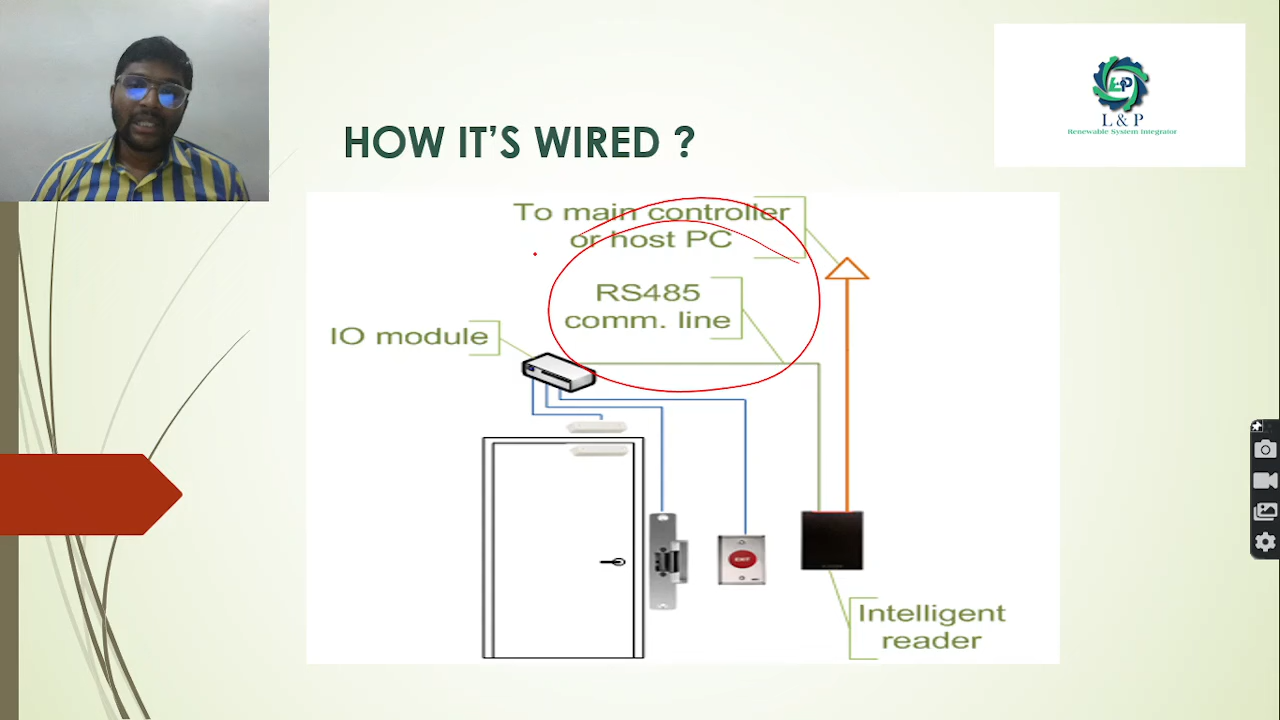 L & P
Renewable System Integrator
HOW IT’S WIRED ?
To main controller
or host PC
RS485
comm. line
IO module
EXIT
Intelligent
reader